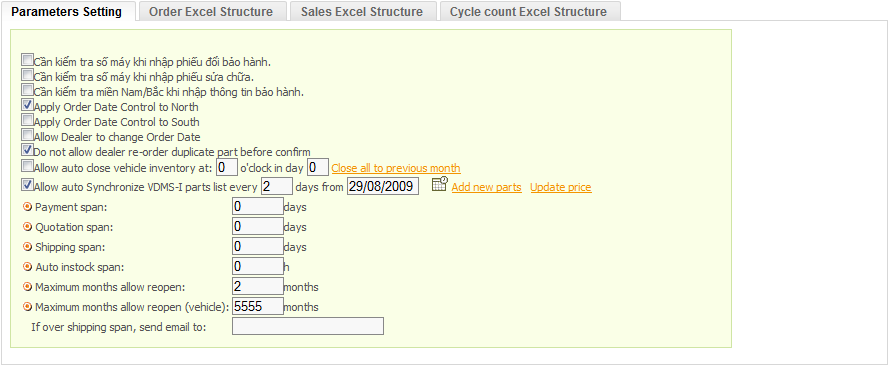 Parameters Setting Order Excel Structure Sales Excel Structure Cycle count Excel Structure
Cần kiểm tra số máy khi nhập phiếu đổi bảo hành.
Cần kiểm tra số máy khi nhập phiếu sửa chữa.
Cần kiểm tra miền Nam/Bắc khi nhập thông tin bảo hành.
Apply Order Date Control to North
Apply Order Date Control to South
Allow Dealer to change Order Date
Do not allow dealer re-order duplicate part before confirm
Allow auto close vehicle inventory at: 0 o'clock in day 0 Close all to previous month
Allow auto Synchronize VDMS-I parts list every 2 days from 29/08/2009 Add new parts Update price
Payment span: 0 days
Quotation span: 0 days
Shipping span: 0 days
Auto instock span: 0 h
Maximum months allow reopen: 2 months
Maximum months allow reopen (vehicle): 5555 months
If over shipping span, send email to: